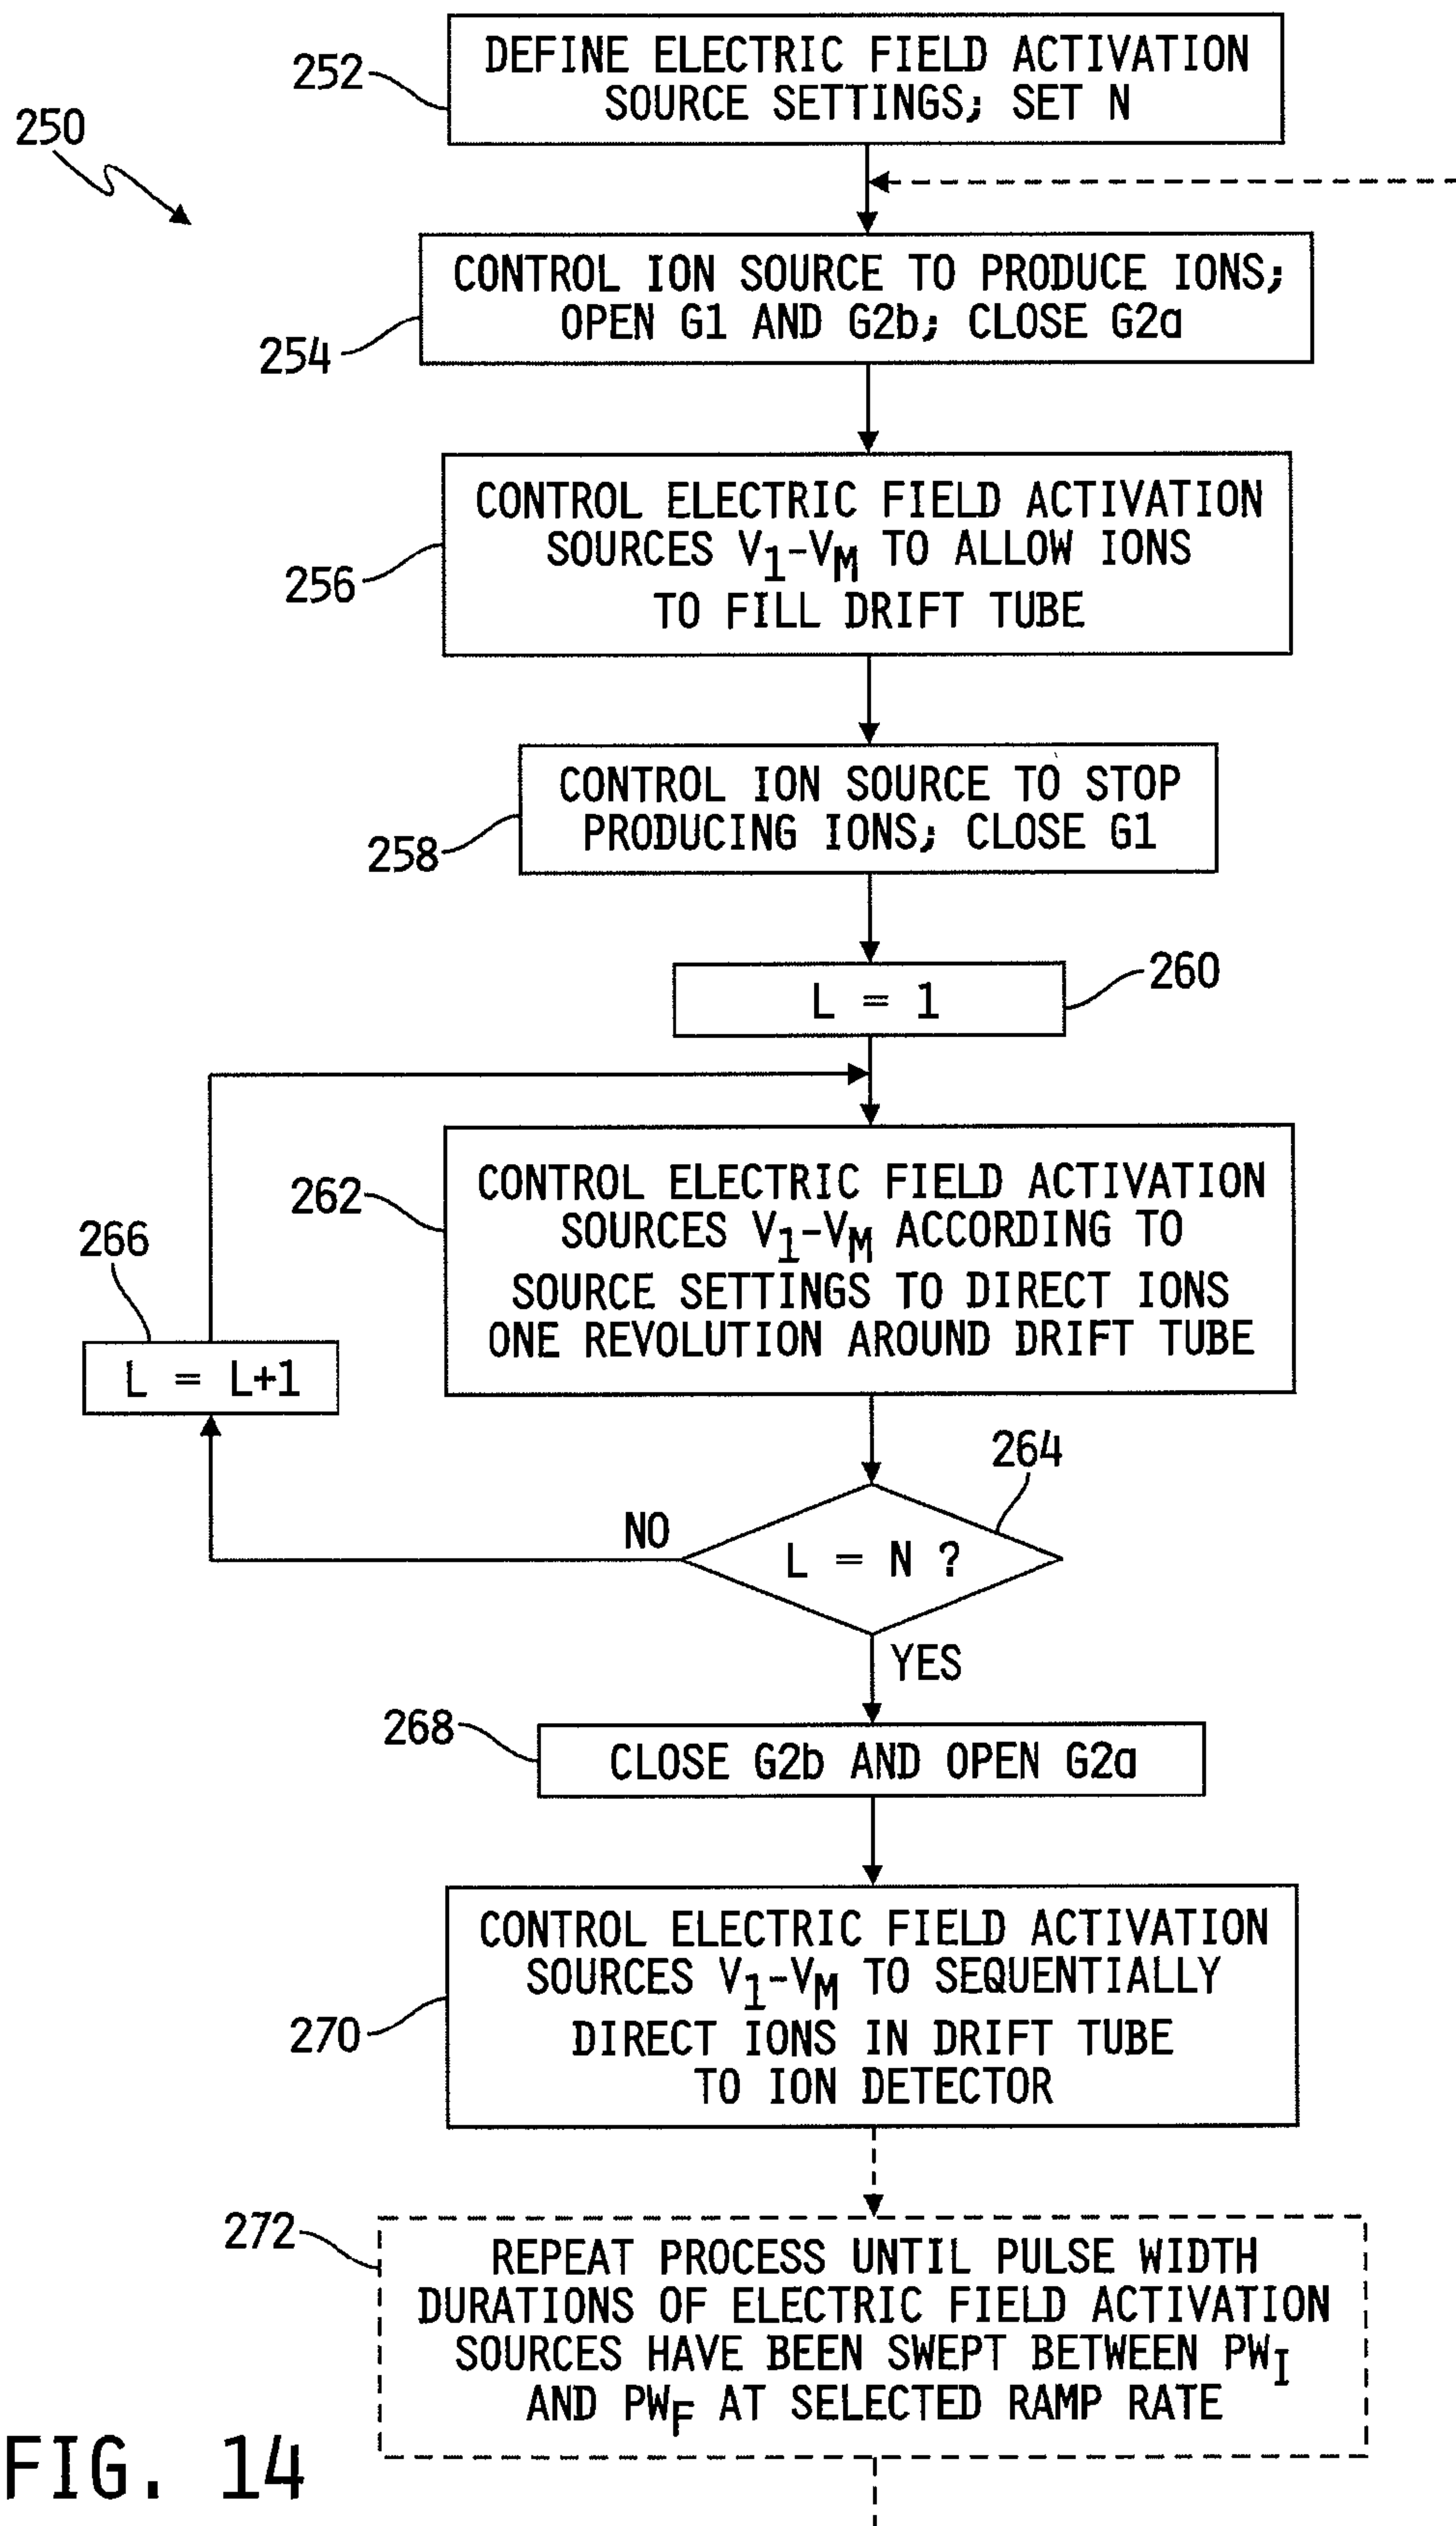 250
252
DEFINE ELECTRIC FIELD ACTIVATION
SOURCE SETTINGS; SET N
254
CONTROL ION SOURCE TO PRODUCE IONS;
OPEN G1 AND G2b; CLOSE G2a
256
CONTROL ELECTRIC FIELD ACTIVATION
SOURCES V1-VM TO ALLOW IONS
TO FILL DRIFT TUBE
258
CONTROL ION SOURCE TO STOP
PRODUCING IONS; CLOSE G1
260
L = 1
262
CONTROL ELECTRIC FIELD ACTIVATION
SOURCES V1-VM ACCORDING TO
SOURCE SETTINGS TO DIRECT IONS
ONE REVOLUTION AROUND DRIFT TUBE
266
L = L+1
264
NO
L = N ?
YES
268
CLOSE G2b AND OPEN G2a
270
CONTROL ELECTRIC FIELD ACTIVATION
SOURCES V1-VM TO SEQUENTIALLY
DIRECT IONS IN DRIFT TUBE
TO ION DETECTOR
272
REPEAT PROCESS UNTIL PULSE WIDTH
DURATIONS OF ELECTRIC FIELD ACTIVATION
SOURCES HAVE BEEN SWEPT BETWEEN PWI
AND PWF AT SELECTED RAMP RATE
FIG. 14